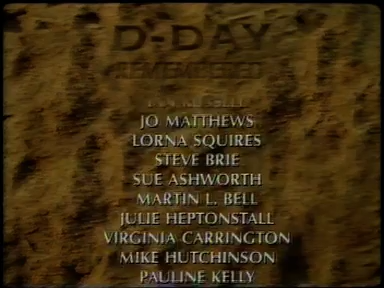 D-DAY
REMEMBERED
JO MATTHEWS
LORNA SQUIRES
STEVE BRIE
SUE ASHWORTH
MARTIN L. BELL
JULIE HEPTONSTALL
VIRGINIA CARRINGTON
MIKE HUTCHINSON
PAULINE KELLY